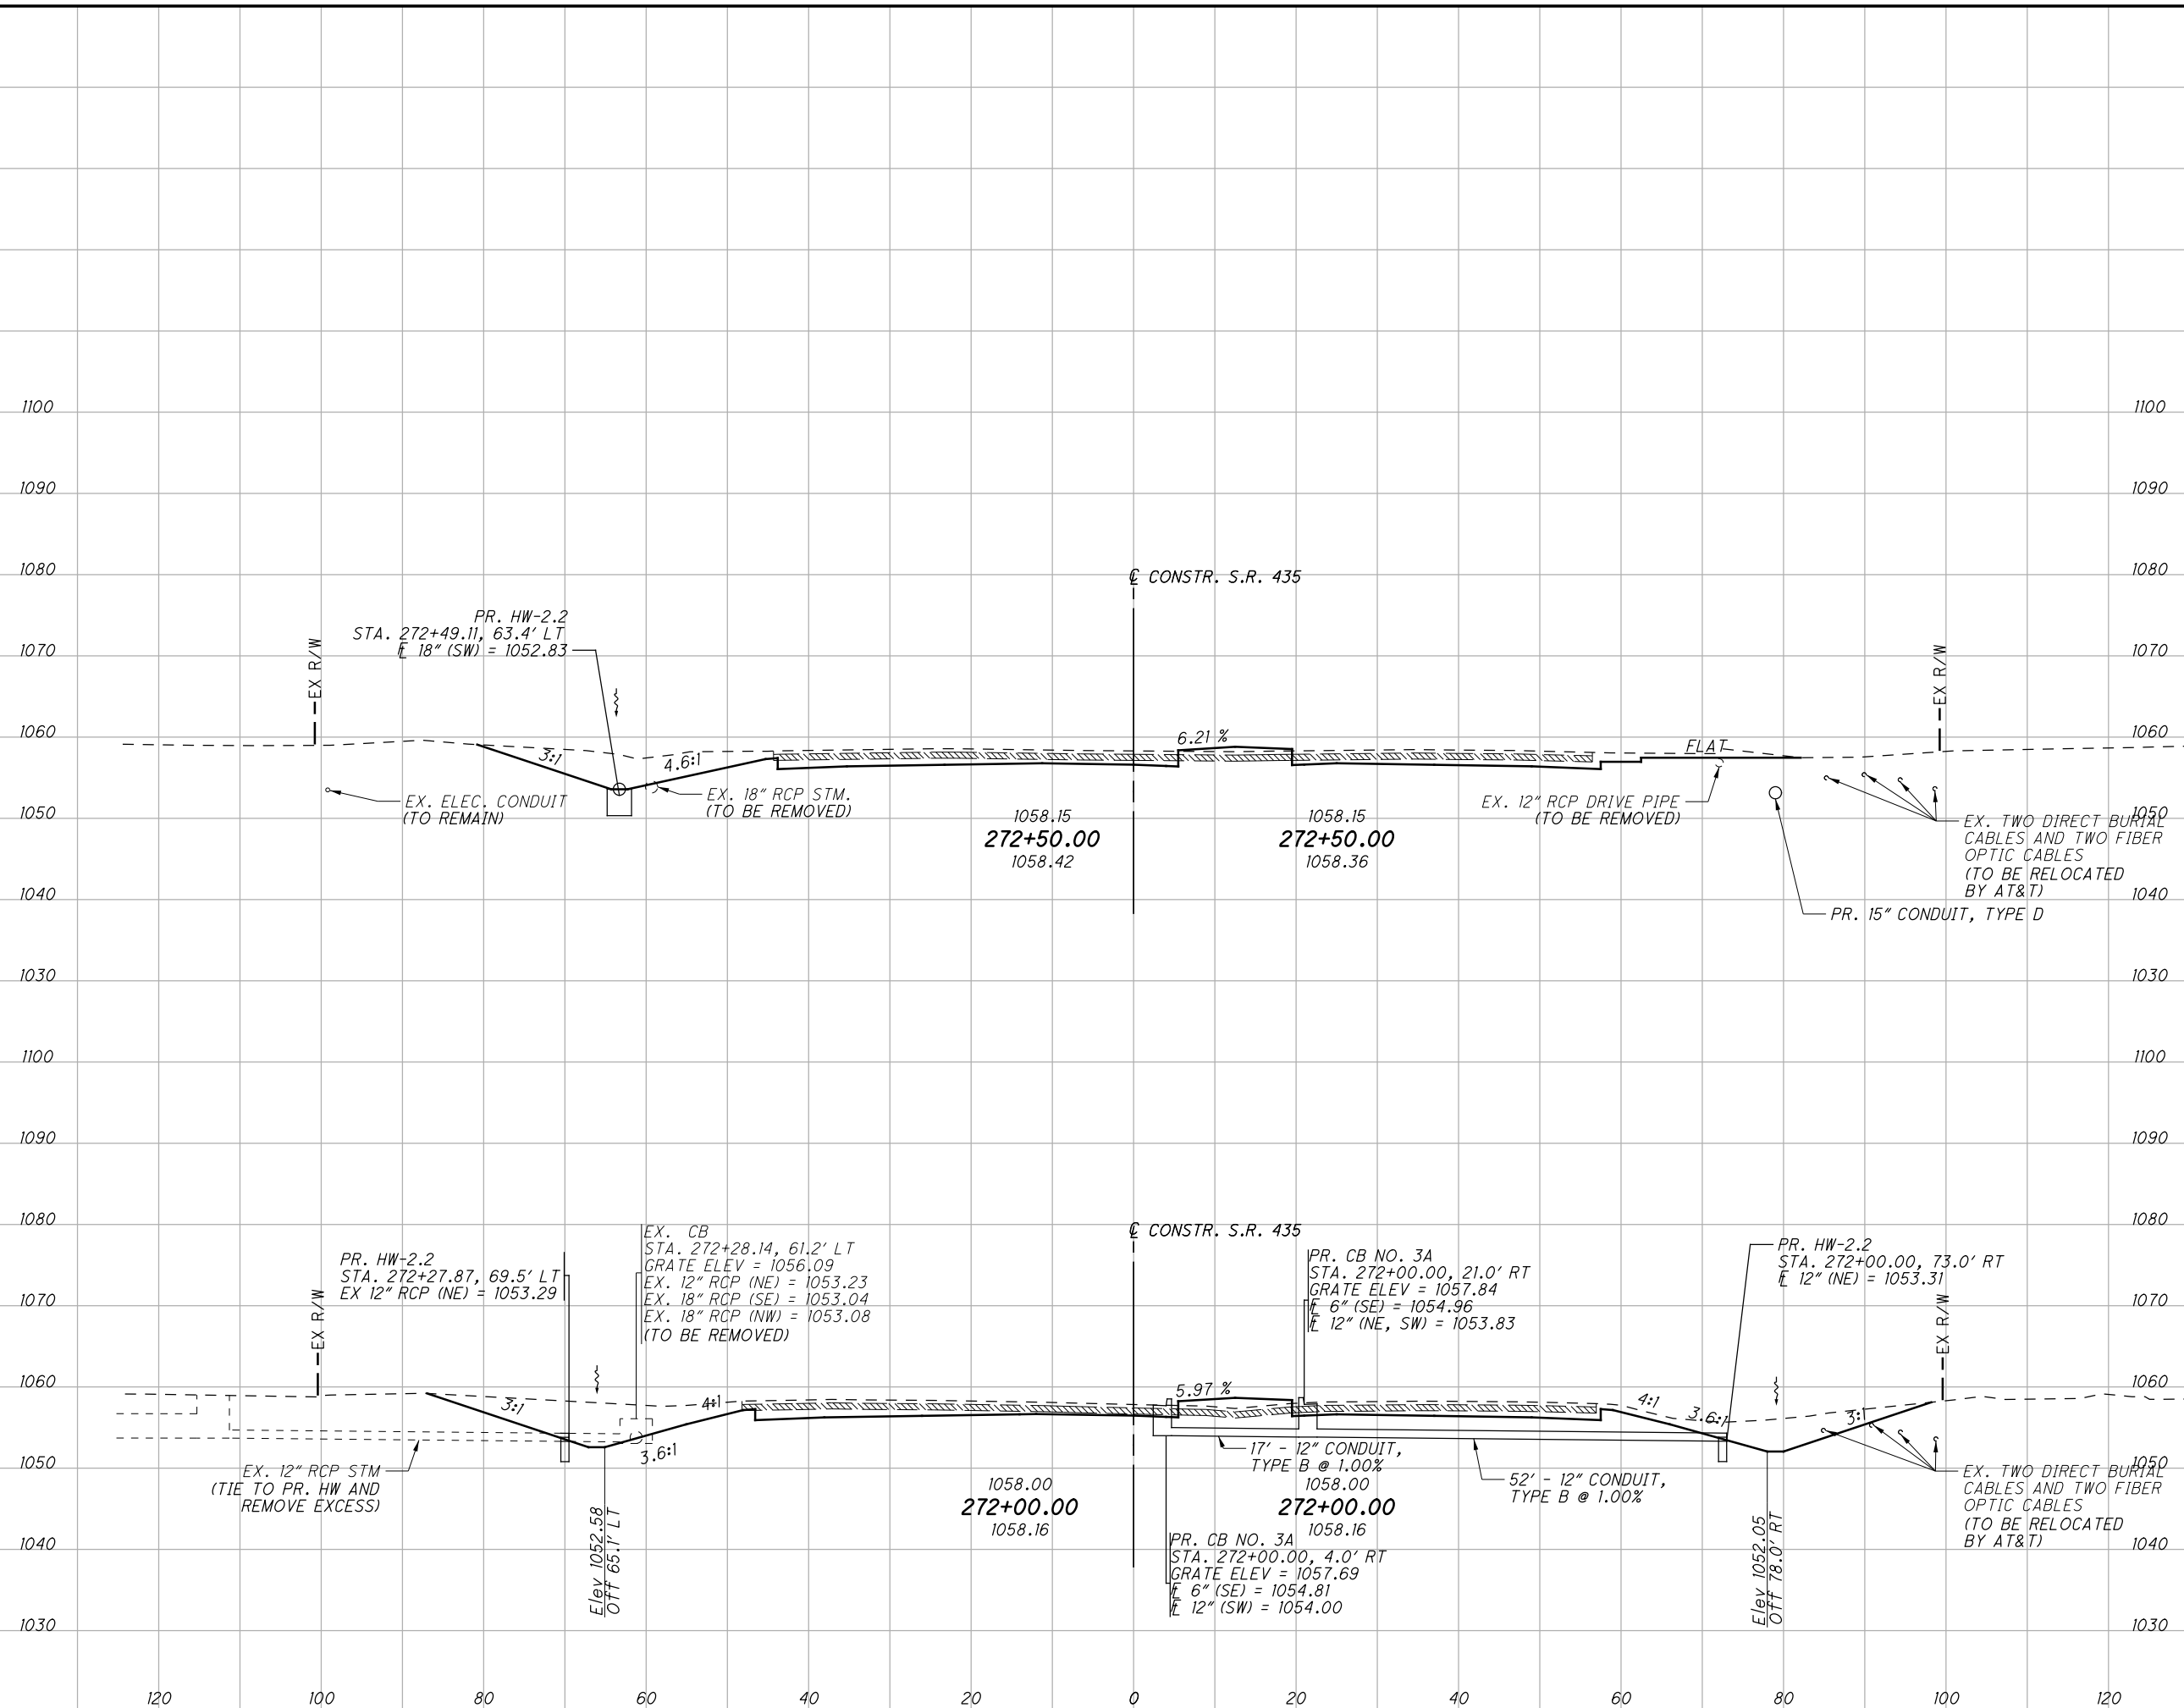 1100 1100
1090 1090
1080 1080
℄ CONSTR. S.R. 435
PR. HW-2.2
STA. 272+49.11, 63.4' LT
18" (SW) = 1052.83
1070 1070
EX R/W
EX R/W
1060 1060
6.21 %
FLAT
3:1
4.6:1
EX. ELEC. CONDUIT
(TO REMAIN)
EX. 18" RCP STM.
(TO BE REMOVED)
EX. 12" RCP DRIVE PIPE
(TO BE REMOVED)
1050 1050
1058.15
272+50.00
1058.42
1058.15
272+50.00
1058.36
EX. TWO DIRECT BURIAL
CABLES AND TWO FIBER
OPTIC CABLES
(TO BE RELOCATED
BY AT&T)
PR. 15" CONDUIT, TYPE D
1040 1040
1030 1030
1100 1100
1090 1090
1080 1080
℄ CONSTR. S.R. 435
PR. HW-2.2
STA. 272+27.87, 69.5' LT
EX 12" RCP (NE) = 1053.29
EX. CB
STA. 272+28.14, 61.2' LT
GRATE ELEV = 1056.09
EX. 12" RCP (NE) = 1053.23
EX. 18" RCP (SE) = 1053.04
EX. 18" RCP (NW) = 1053.08
(TO BE REMOVED)
PR. CB NO. 3A
STA. 272+00.00, 21.0' RT
GRATE ELEV = 1057.84
6" (SE) = 1054.96
12" (NE, SW) = 1053.83
PR. HW-2.2
STA. 272+00.00, 73.0' RT
12" (NE) = 1053.31
1070 1070
EX R/W
EX R/W
1060 1060
5.97 %
3:1
4:1
3.6:1
4:1
3.6:1
3:1
1050 1050
EX. 12" RCP STM
(TIE TO PR. HW AND
REMOVE EXCESS)
17' - 12" CONDUIT,
TYPE B @ 1.00%
52' - 12" CONDUIT,
TYPE B @ 1.00%
EX. TWO DIRECT BURIAL
CABLES AND TWO FIBER
OPTIC CABLES
(TO BE RELOCATED
BY AT&T)
1058.00
272+00.00
1058.16
1058.00
272+00.00
1058.16
1040 1040
Elev 1052.58
Off 65.1' LT
PR. CB NO. 3A
STA. 272+00.00, 4.0' RT
GRATE ELEV = 1057.69
6" (SE) = 1054.81
12" (SW) = 1054.00
Elev 1052.05
Off 78.0' RT
1030 1030
120 100 80 60 40 20 0 20 40 60 80 100 120